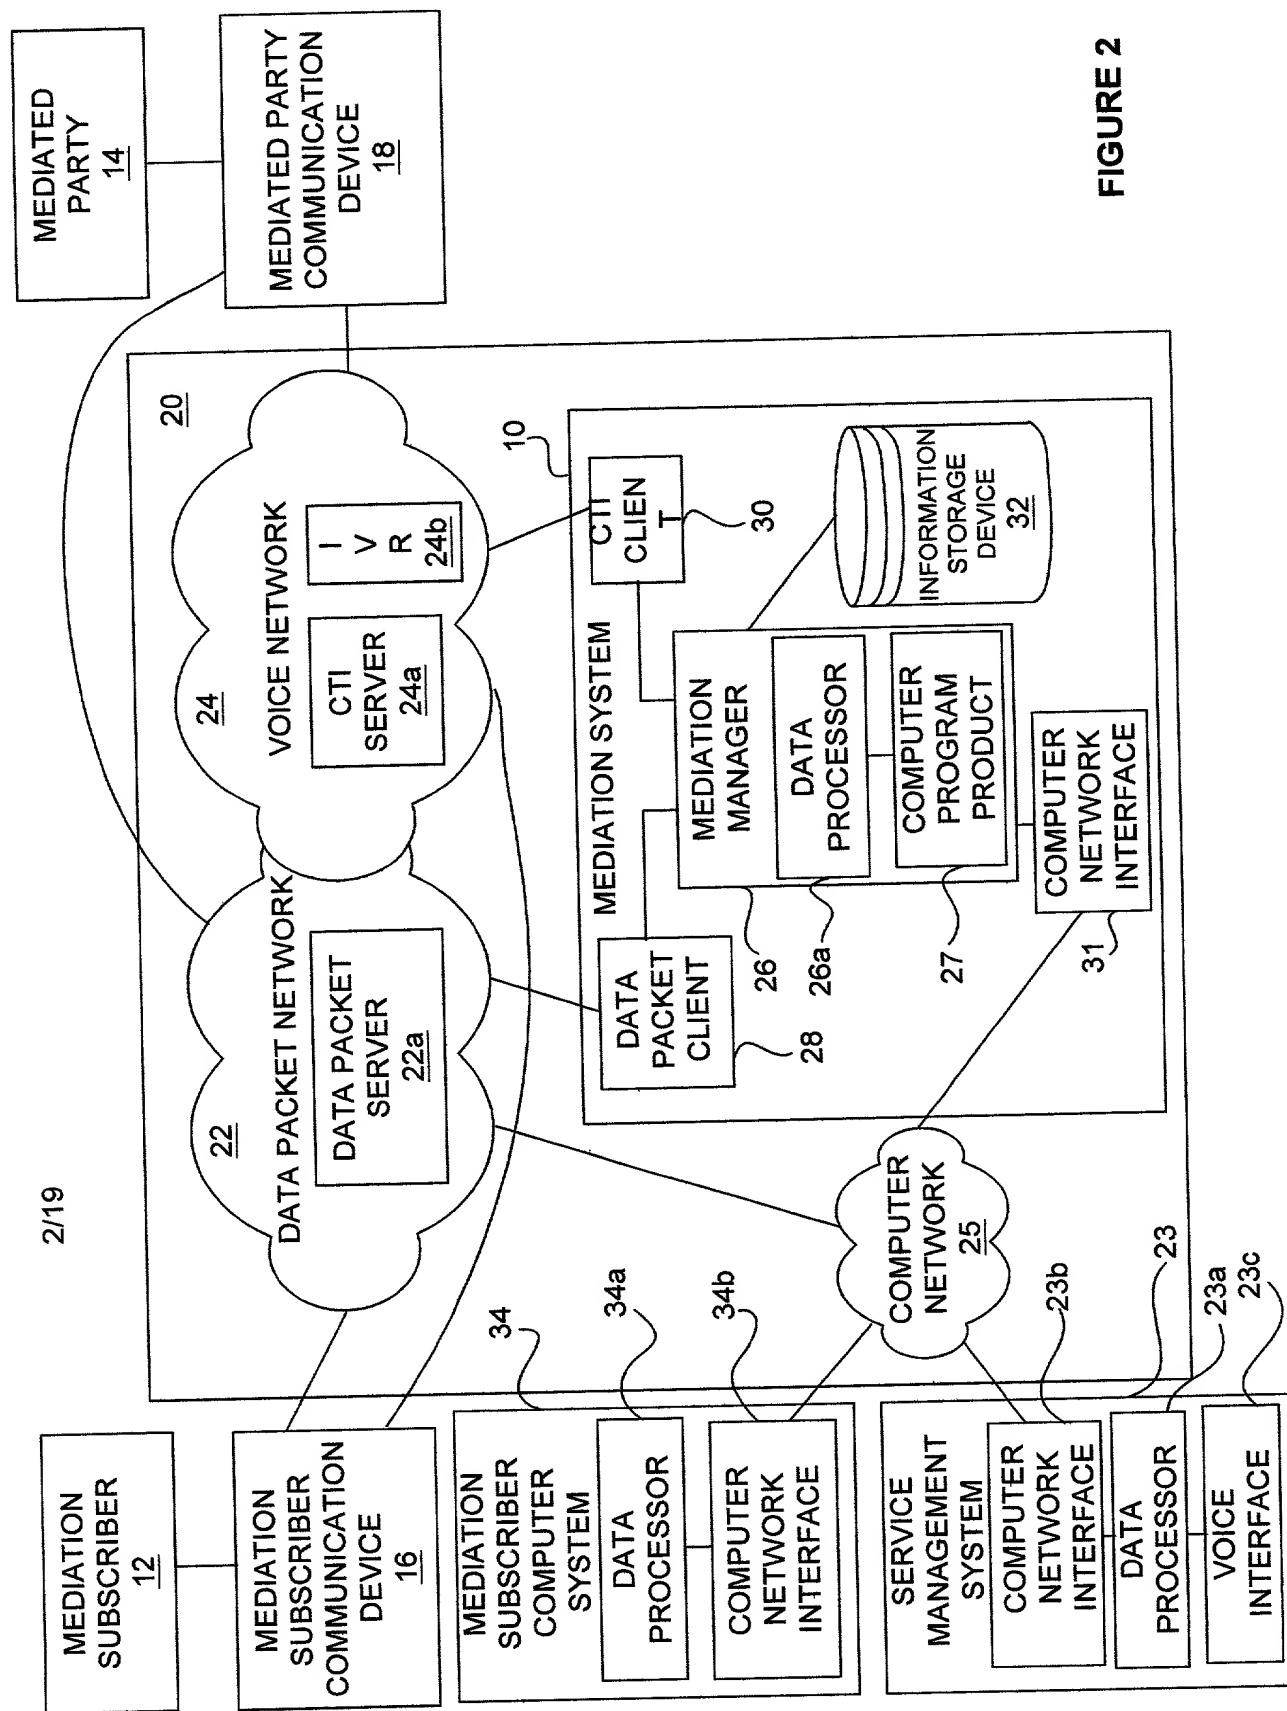 2/19
MEDIATION
SUBSCRIBER
12
MEDIATION
SUBSCRIBER
COMMUNICATION
DEVICE
16
MEDIATED
PARTY
14
MEDIATED PARTY
COMMUNICATION
DEVICE
18
20
22
DATA PACKET NETWORK
DATA PACKET
SERVER
22a
24
VOICE NETWORK
CTI
SERVER
24a
I
V
R
24b
10
MEDIATION SYSTEM
DATA
PACKET
CLIENT
28
CTI
CLIEN
T
30
MEDIATION
MANAGER
26
DATA
PROCESSOR
26a
COMPUTER
PROGRAM
PRODUCT
27
INFORMATION
STORAGE
DEVICE
32
COMPUTER
NETWORK
INTERFACE
31
COMPUTER
NETWORK
25
MEDIATION
SUBSCRIBER
COMPUTER
SYSTEM
34
DATA
PROCESSOR
34a
COMPUTER
NETWORK
INTERFACE
34b
SERVICE
MANAGEMENT
SYSTEM
23
COMPUTER
NETWORK
INTERFACE
23b
DATA
PROCESSOR
23a
VOICE
INTERFACE
23c
FIGURE 2